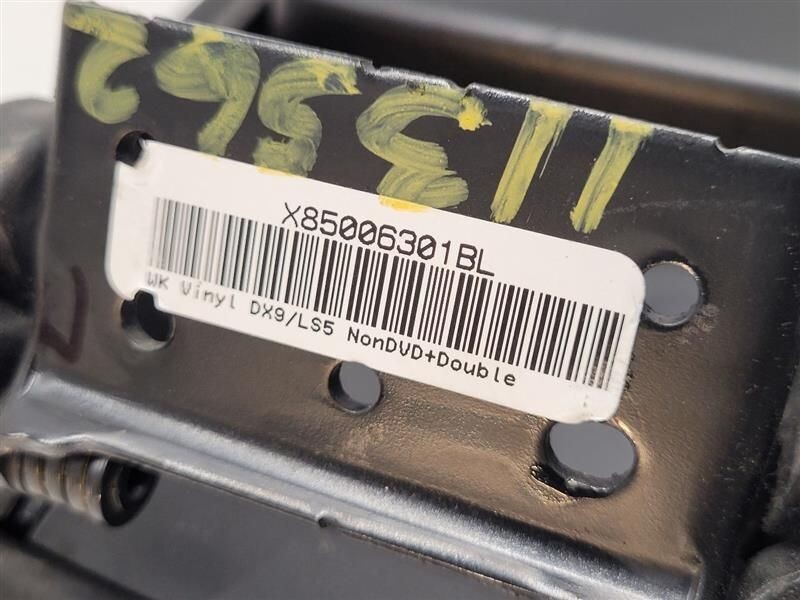 113562
X85006301BL
WK Vinyl DX9/LS5 NonDVD+Double